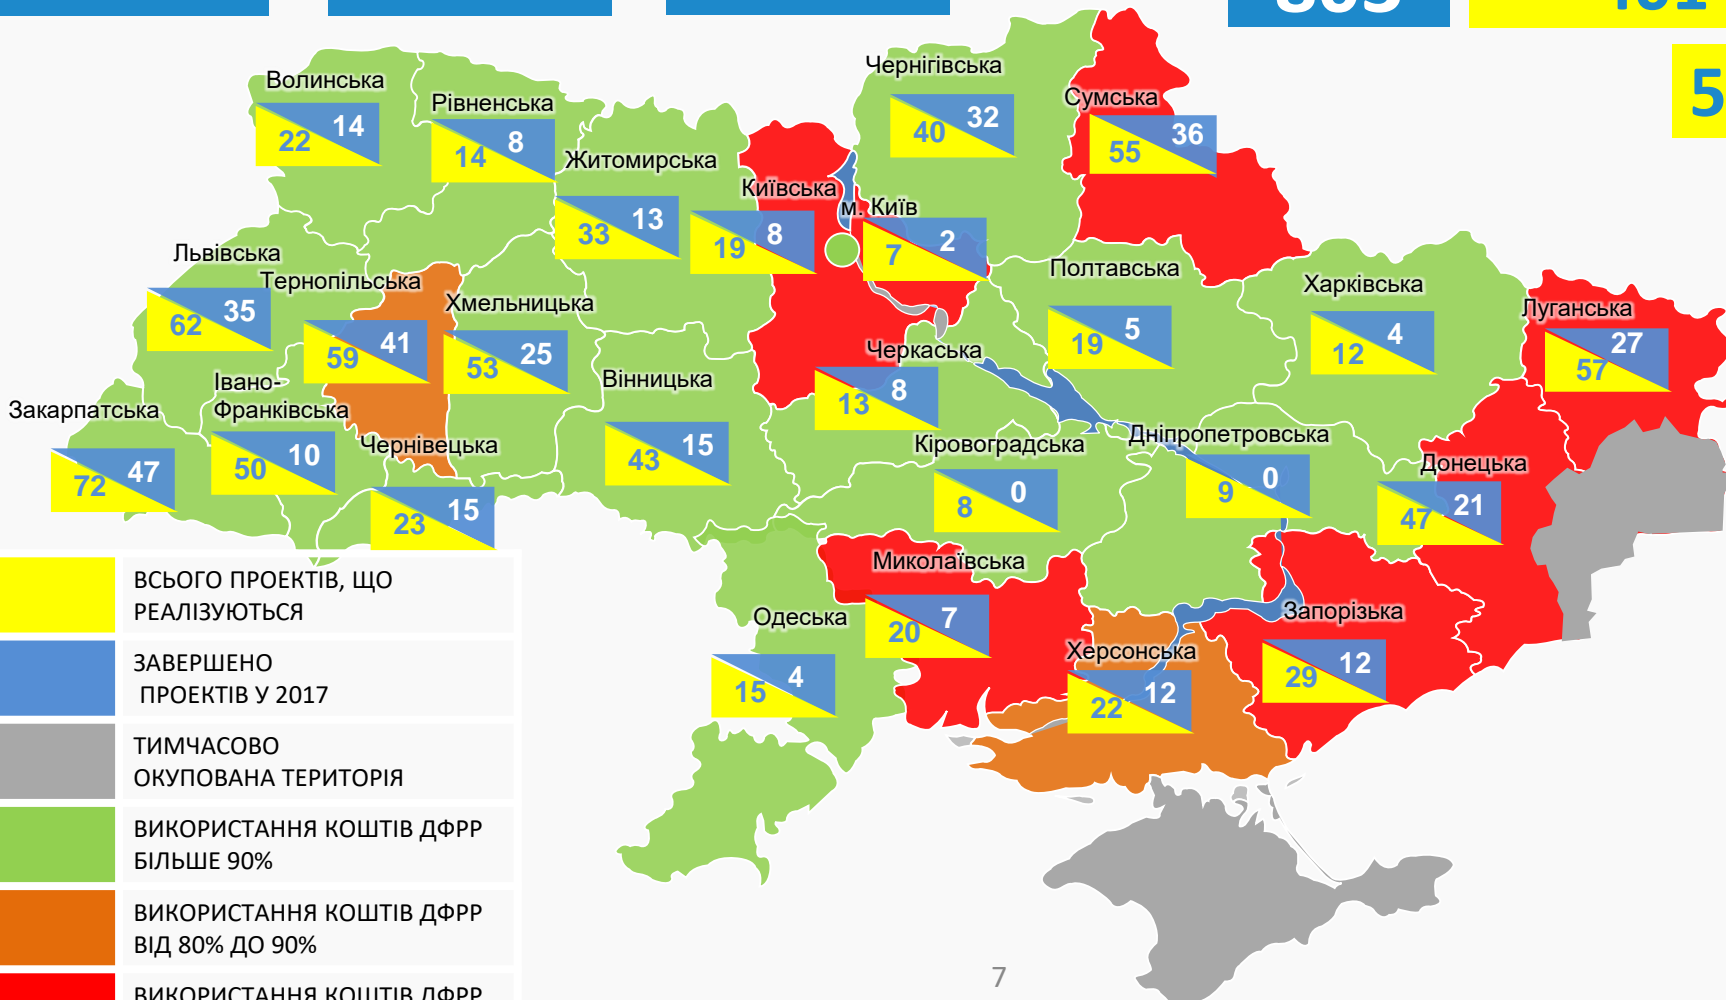 803
401
5
Чернігівська
32
40
Сумська
36
55
Волинська
14
22
Рівненська
8
14
Житомирська
13
33
Київська
8
19
м. Київ
2
7
Львівська
35
62
Тернопільська
41
59
Хмельницька
25
53
Полтавська
5
19
Харківська
4
12
Луганська
27
57
Черкаська
8
13
Вінницька
15
43
Івано-
Франківська
10
50
Закарпатська
47
72
Чернівецька
15
23
Кіровоградська
0
8
Дніпропетровська
0
9
Донецька
21
47
Миколаївська
7
20
Одеська
4
15
Херсонська
12
22
Запорізька
12
29
ВСЬОГО ПРОЕКТІВ, ЩО
РЕАЛІЗУЮТЬСЯ
ЗАВЕРШЕНО
ПРОЕКТІВ У 2017
ТИМЧАСОВО
ОКУПОВАНА ТЕРИТОРІЯ
ВИКОРИСТАННЯ КОШТІВ ДФРР
БІЛЬШЕ 90%
ВИКОРИСТАННЯ КОШТІВ ДФРР
ВІД 80% ДО 90%
ВИКОРИСТАННЯ КОШТІВ ДФРР
7